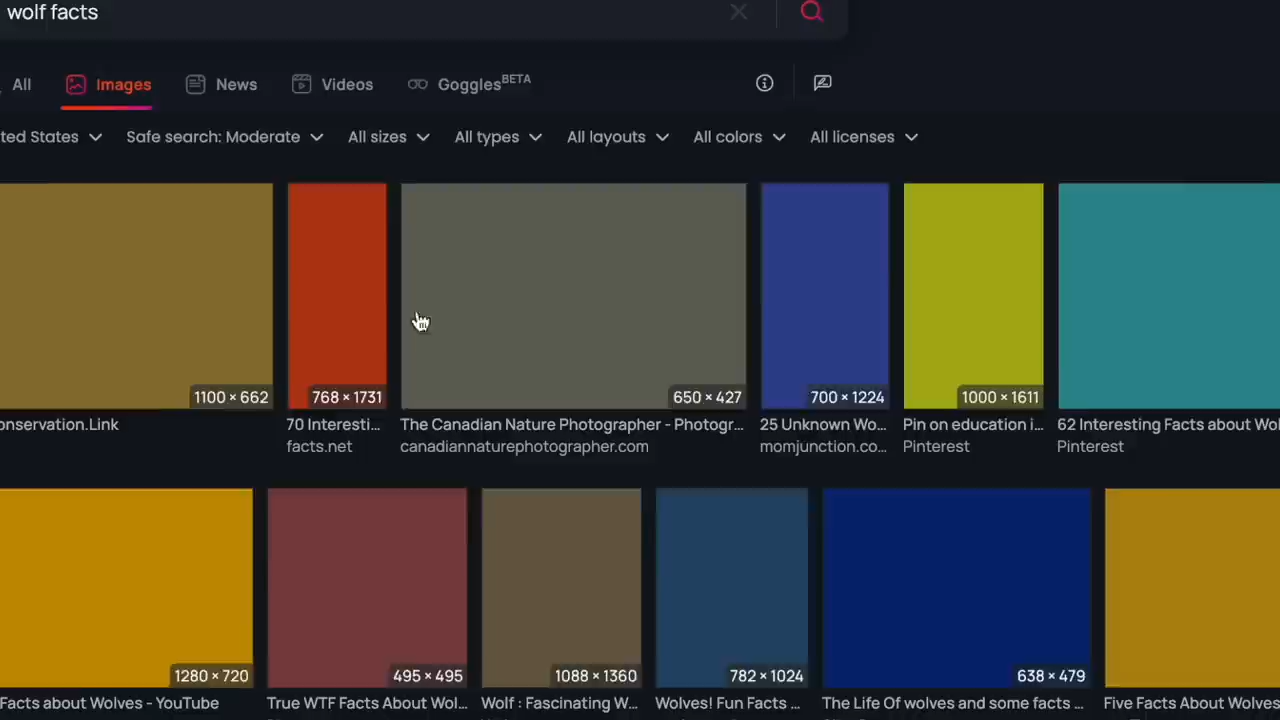 wolf facts
All Images News Videos Goggles BETA
ted States Safe search: Moderate All sizes All types All layouts All colors All licenses
1100 × 662 768 × 1731 650 × 427 700 × 1224 1000 × 1611
onservation.Link 70 Interesti... The Canadian Nature Photographer - Photogr... 25 Unknown Wo... Pin on education i... 62 Interesting Facts about Wol
facts.net canadiannaturephotographer.com momjunction.co... Pinterest Pinterest
1280 × 720 495 × 495 1088 × 1360 782 × 1024 638 × 479
Facts about Wolves - YouTube True WTF Facts About Wol... Wolf : Fascinating W... Wolves! Fun Facts ... The Life Of wolves and some facts ... Five Facts About Wolves